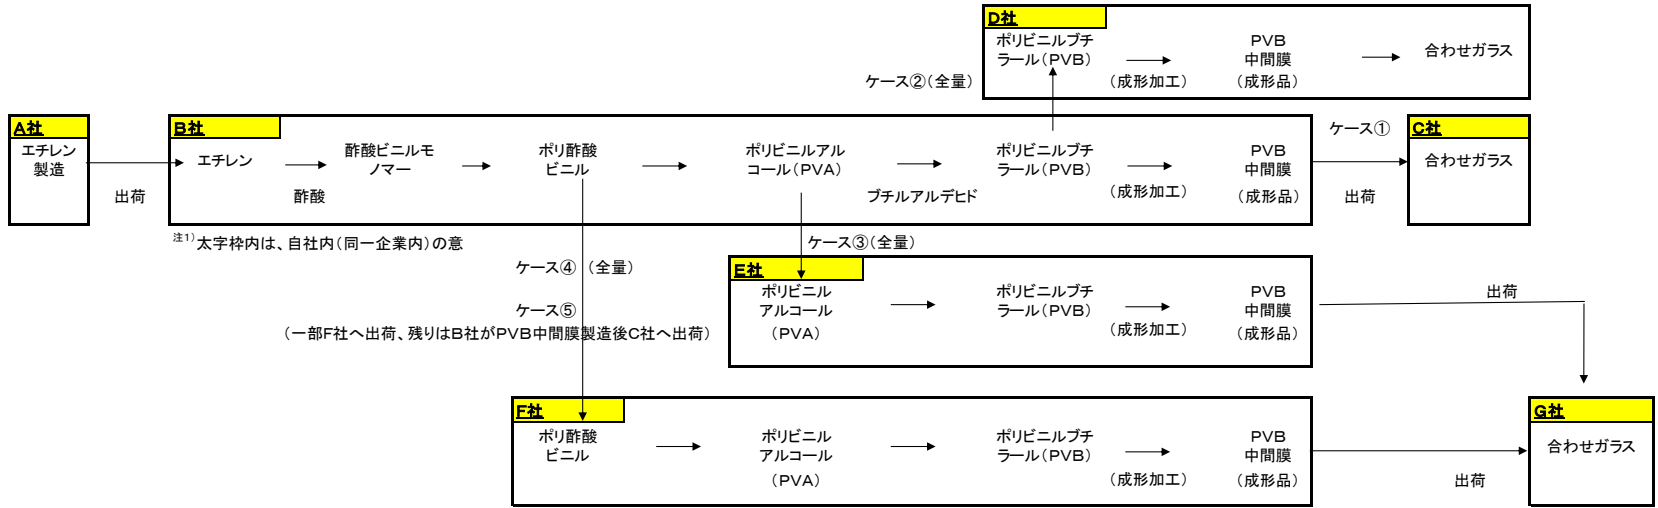 D社
ポリビニルブチ
ラール(PVB)
(成形加工)
PVB
中間膜
(成形品)
合わせガラス
ケース②(全量)
A社
エチレン
製造
出荷
B社
エチレン
酢酸
酢酸ビニルモ
ノマー
ポリ酢酸
ビニル
ポリビニルアル
コール(PVA)
ブチルアルデヒド
ポリビニルブチ
ラール(PVB)
(成形加工)
PVB
中間膜
(成形品)
ケース①
出荷
C社
合わせガラス
注1)太字枠内は、自社内(同一企業内)の意
ケース③(全量)
ケース④ (全量)
ケース⑤
(一部F社へ出荷、残りはB社がPVB中間膜製造後C社へ出荷)
E社
ポリビニル
アルコール
(PVA)
ポリビニルブチ
ラール(PVB)
(成形加工)
PVB
中間膜
(成形品)
出荷
F社
ポリ酢酸
ビニル
ポリビニル
アルコール
(PVA)
ポリビニルブチ
ラール(PVB)
(成形加工)
PVB
中間膜
(成形品)
出荷
G社
合わせガラス